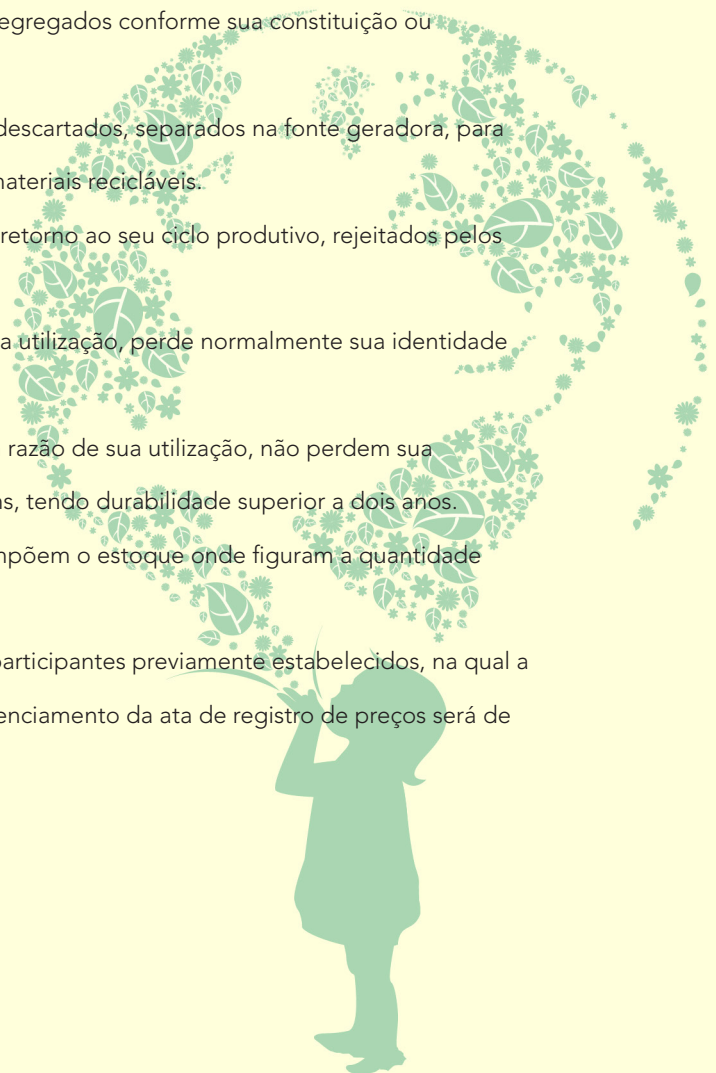 egregados conforme sua constituição ou
descartados, separados na fonte geradora, para
materiais recicláveis.
retorno ao seu ciclo produtivo, rejeitados pelos
a utilização, perde normalmente sua identidade
razão de sua utilização, não perdem sua
s, tendo durabilidade superior a dois anos.
mpõem o estoque onde figuram a quantidade
participantes previamente estabelecidos, na qual a
enciamento da ata de registro de preços será de